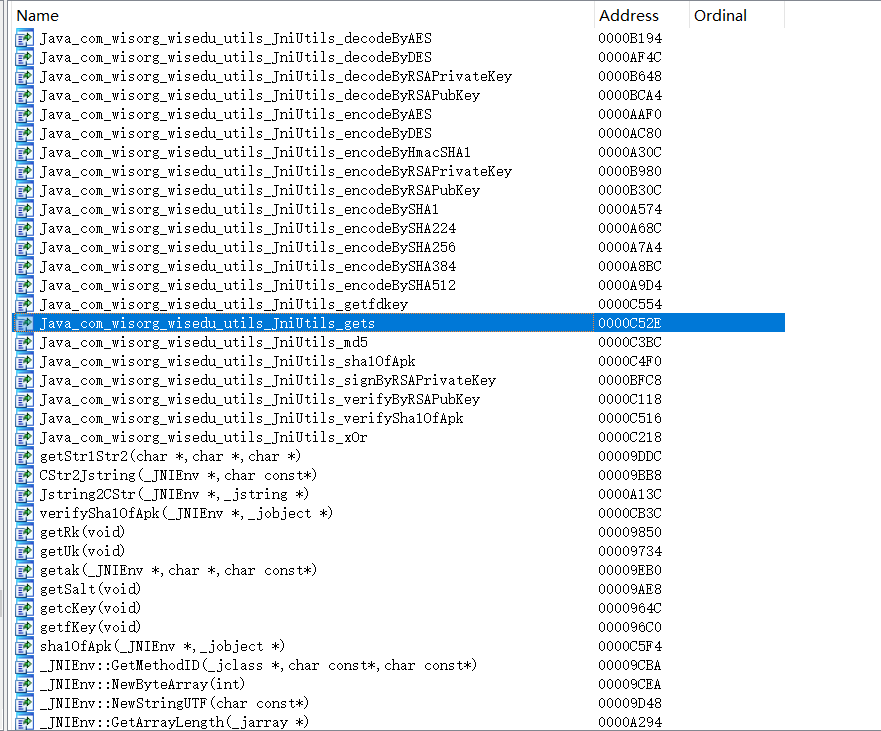 Name Address Ordinal
Java_com_wisorg_wisedu_utils_JniUtils_decodeByAES 0000B194
Java_com_wisorg_wisedu_utils_JniUtils_decodeByDES 0000AF4C
Java_com_wisorg_wisedu_utils_JniUtils_decodeByRSAPrivateKey 0000B648
Java_com_wisorg_wisedu_utils_JniUtils_decodeByRSAPubKey 0000BCA4
Java_com_wisorg_wisedu_utils_JniUtils_encodeByAES 0000AAF0
Java_com_wisorg_wisedu_utils_JniUtils_encodeByDES 0000AC80
Java_com_wisorg_wisedu_utils_JniUtils_encodeByHmacSHA1 0000A30C
Java_com_wisorg_wisedu_utils_JniUtils_encodeByRSAPrivateKey 0000B980
Java_com_wisorg_wisedu_utils_JniUtils_encodeByRSAPubKey 0000B30C
Java_com_wisorg_wisedu_utils_JniUtils_encodeBySHA1 0000A574
Java_com_wisorg_wisedu_utils_JniUtils_encodeBySHA224 0000A68C
Java_com_wisorg_wisedu_utils_JniUtils_encodeBySHA256 0000A7A4
Java_com_wisorg_wisedu_utils_JniUtils_encodeBySHA384 0000A8BC
Java_com_wisorg_wisedu_utils_JniUtils_encodeBySHA512 0000A9D4
Java_com_wisorg_wisedu_utils_JniUtils_getfdkey 0000C554
Java_com_wisorg_wisedu_utils_JniUtils_gets 0000C52E
Java_com_wisorg_wisedu_utils_JniUtils_md5 0000C3BC
Java_com_wisorg_wisedu_utils_JniUtils_sha1OfApk 0000C4F0
Java_com_wisorg_wisedu_utils_JniUtils_signByRSAPrivateKey 0000BFC8
Java_com_wisorg_wisedu_utils_JniUtils_verifyByRSAPubKey 0000C118
Java_com_wisorg_wisedu_utils_JniUtils_verifySha1OfApk 0000C516
Java_com_wisorg_wisedu_utils_JniUtils_xOr 0000C218
getStr1Str2(char *,char *,char *) 00009DDC
CStr2Jstring(_JNIEnv *,char const*) 00009BB8
Jstring2CStr(_JNIEnv *,_jstring *) 0000A13C
verifySha1OfApk(_JNIEnv *,_jobject *) 0000CB3C
getRk(void) 00009850
getUk(void) 00009734
getak(_JNIEnv *,char *,char const*) 00009EB0
getSalt(void) 00009AE8
getcKey(void) 0000964C
getfKey(void) 000096C0
sha1OfApk(_JNIEnv *,_jobject *) 0000C5F4
_JNIEnv::GetMethodID(_jclass *,char const*,char const*) 00009CBA
_JNIEnv::NewByteArray(int) 00009CEA
_JNIEnv::NewStringUTF(char const*) 00009D48
_JNIEnv::GetArrayLength(_jarray *) 0000A294